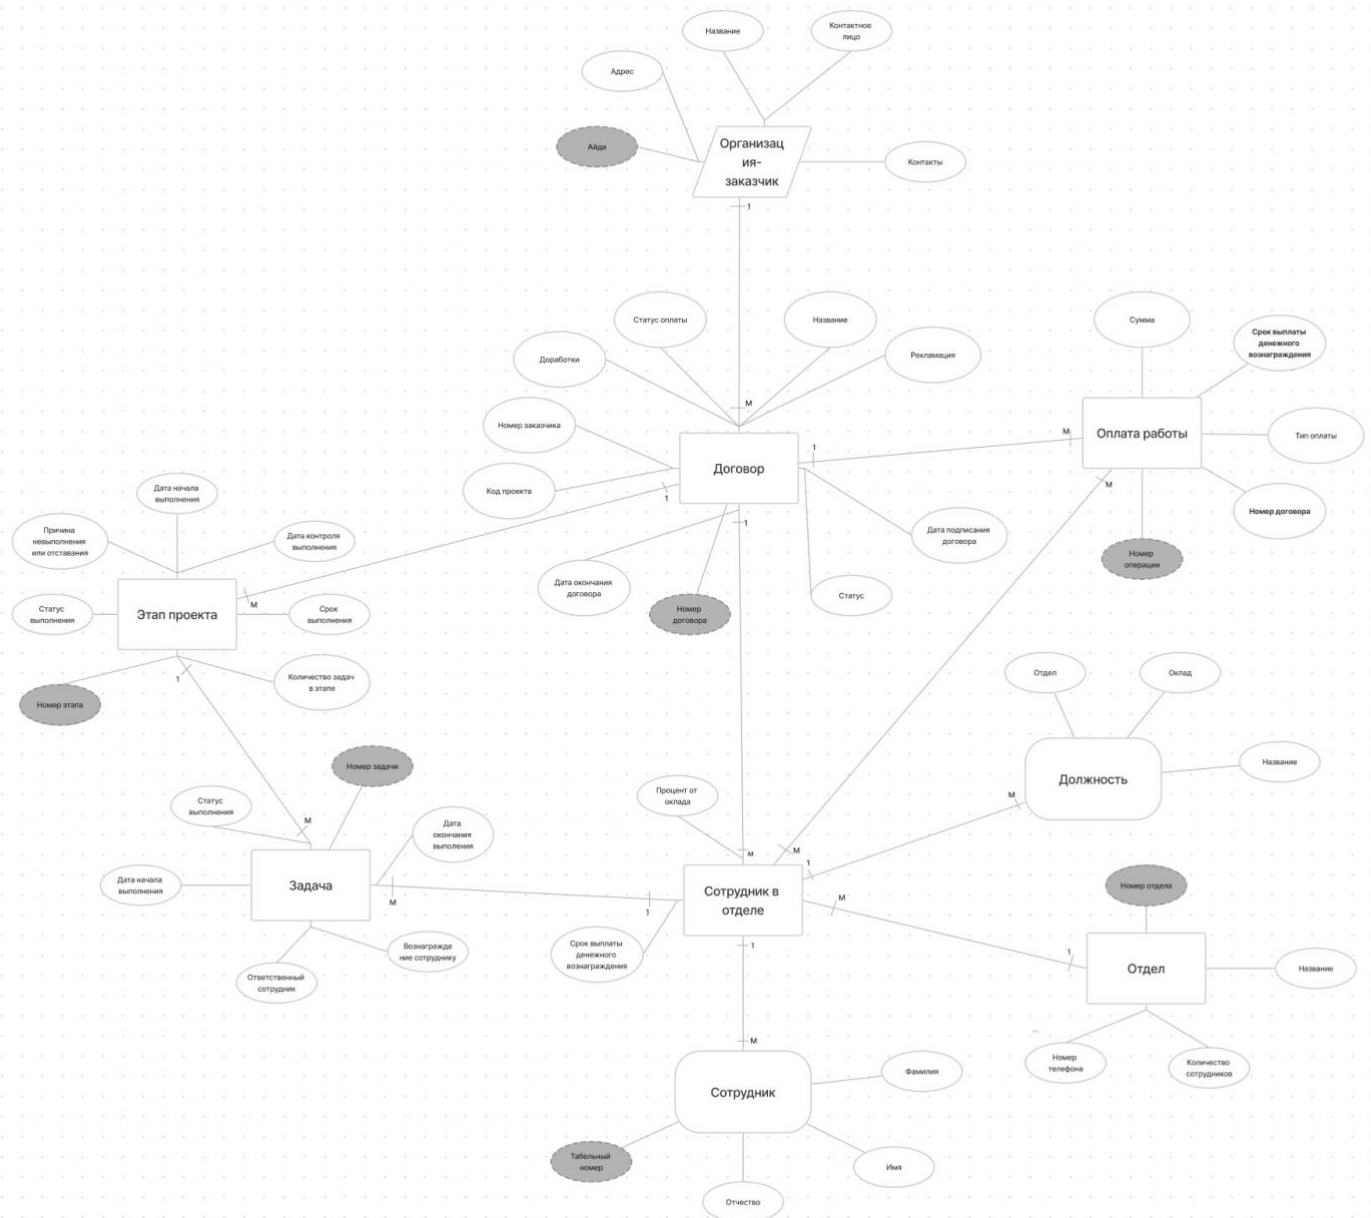 Название
Контактное
лицо
Адрес
Айди
Организац
ия-
заказчик
Контакты
1
Статус оплаты
Название
Сумма
Срок выплаты
денежного
вознаграждения
Доработки
Рекламация
М
Номер заказчика
Договор
1
М
Оплата работы
Тип оплаты
Код проекта
1
1
М
Номер договора
Дата начала
выполнения
Причина
невыполнения
или отставания
Дата контроля
выполнения
Дата подписания
договора
Номер
операции
Дата окончания
договора
Номер
договора
Статус
М
Статус
выполнения
Этап проекта
Срок
выполнения
1
Количество задач
в этапе
Номер этапа
Отдел
Оклад
Номер задачи
Должность
Название
М
Процент от
оклада
Статус
выполнения
М
Дата
окончания
выполения
м
М
1
Дата начала
выполнения
Задача
М
1
Сотрудник в
отделе
М
Номер отдела
1
1
Срок выплаты
денежного
вознаграждения
Вознагражде
ние сотруднику
Ответственный
сотрудник
Отдел
Название
М
Номер
телефона
Количество
сотрудников
Сотрудник
Фамилия
Табельный
номер
Имя
Отчество